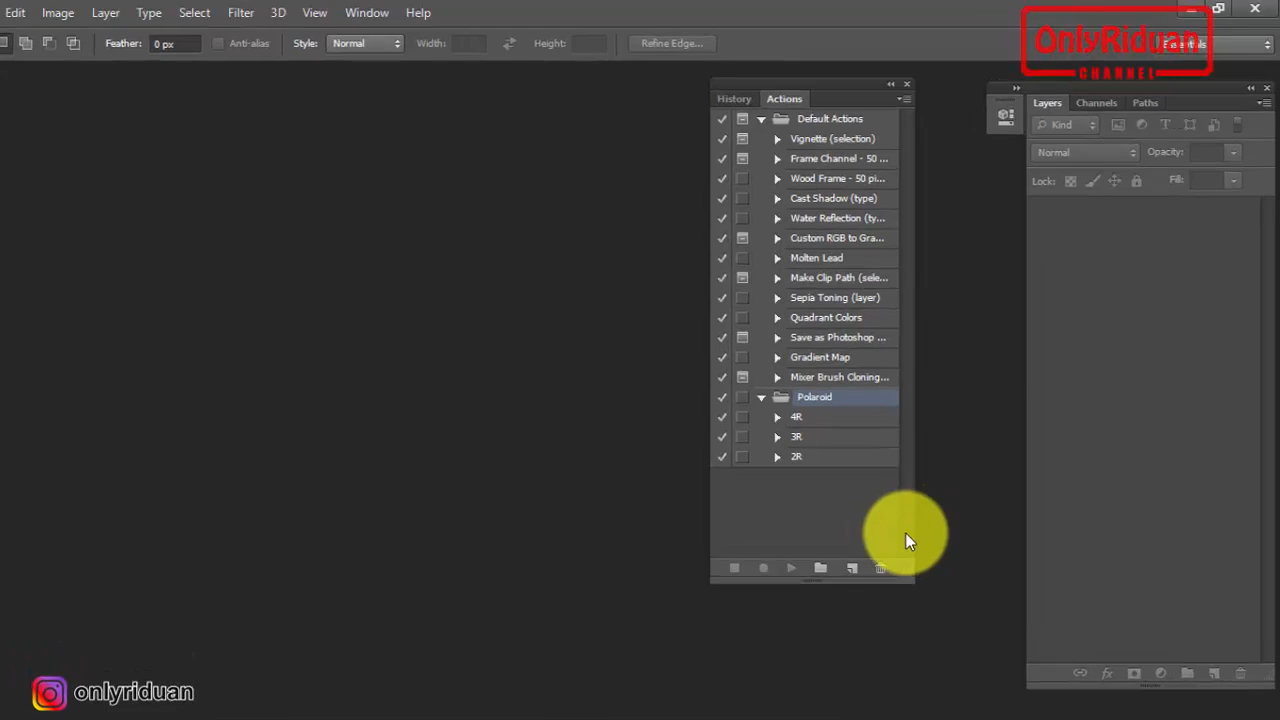 Edit Image Layer Type Select Filter 3D View Window Help
Feather: 0 px Anti-alias Style: Normal Width: Height: Refine Edge... Essentials
OnlyRiduan
CHANNEL
History Actions
Default Actions
Vignette (selection)
Frame Channel - 50 ...
Wood Frame - 50 pi...
Cast Shadow (type)
Water Reflection (ty...
Custom RGB to Gra...
Molten Lead
Make Clip Path (sele...
Sepia Toning (layer)
Quadrant Colors
Save as Photoshop ...
Gradient Map
Mixer Brush Cloning...
Polaroid
4R
3R
2R
Layers Channels Paths
Kind
Normal Opacity:
Lock: Fill:
onlyriduan